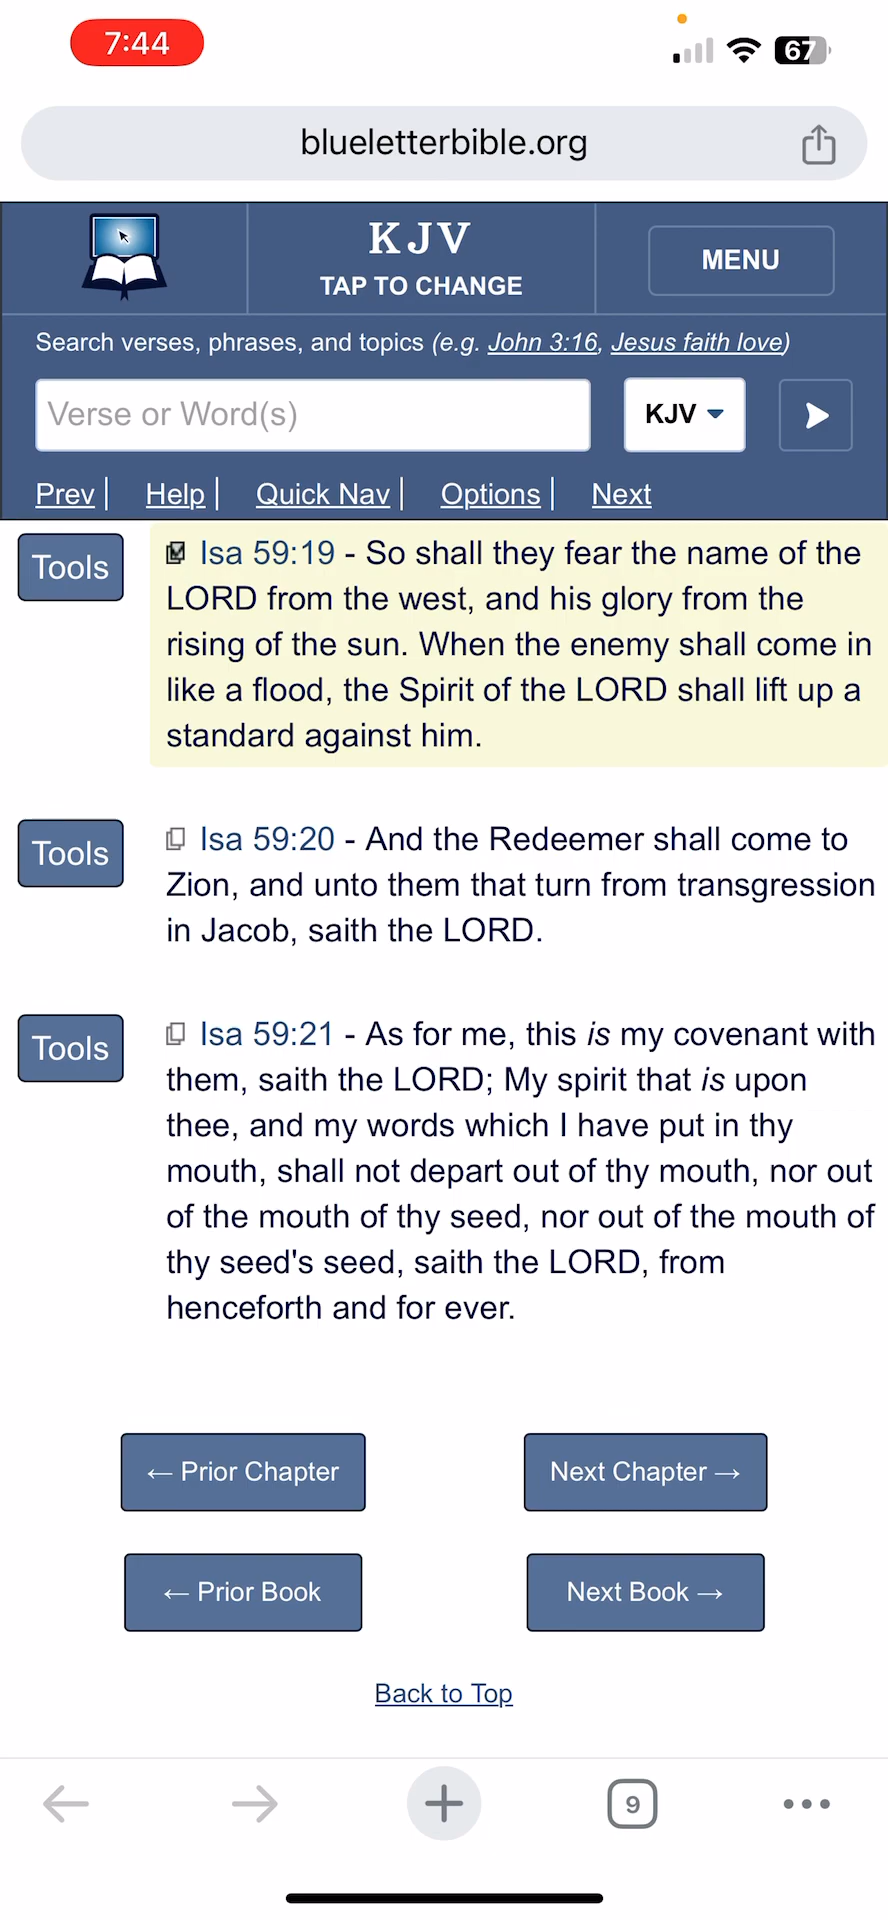 7:44
67
blueletterbible.org
KJV
TAP TO CHANGE
MENU
Search verses, phrases, and topics (e.g. John 3:16, Jesus faith love)
Verse or Word(s)
KJV
Prev | Help | Quick Nav | Options | Next
Tools
Isa 59:19 - So shall they fear the name of the
LORD from the west, and his glory from the
rising of the sun. When the enemy shall come in
like a flood, the Spirit of the LORD shall lift up a
standard against him.
Tools
Isa 59:20 - And the Redeemer shall come to
Zion, and unto them that turn from transgression
in Jacob, saith the LORD.
Tools
Isa 59:21 - As for me, this is my covenant with
them, saith the LORD; My spirit that is upon
thee, and my words which I have put in thy
mouth, shall not depart out of thy mouth, nor out
of the mouth of thy seed, nor out of the mouth of
thy seed's seed, saith the LORD, from
henceforth and for ever.
← Prior Chapter
Next Chapter →
← Prior Book
Next Book →
Back to Top
9